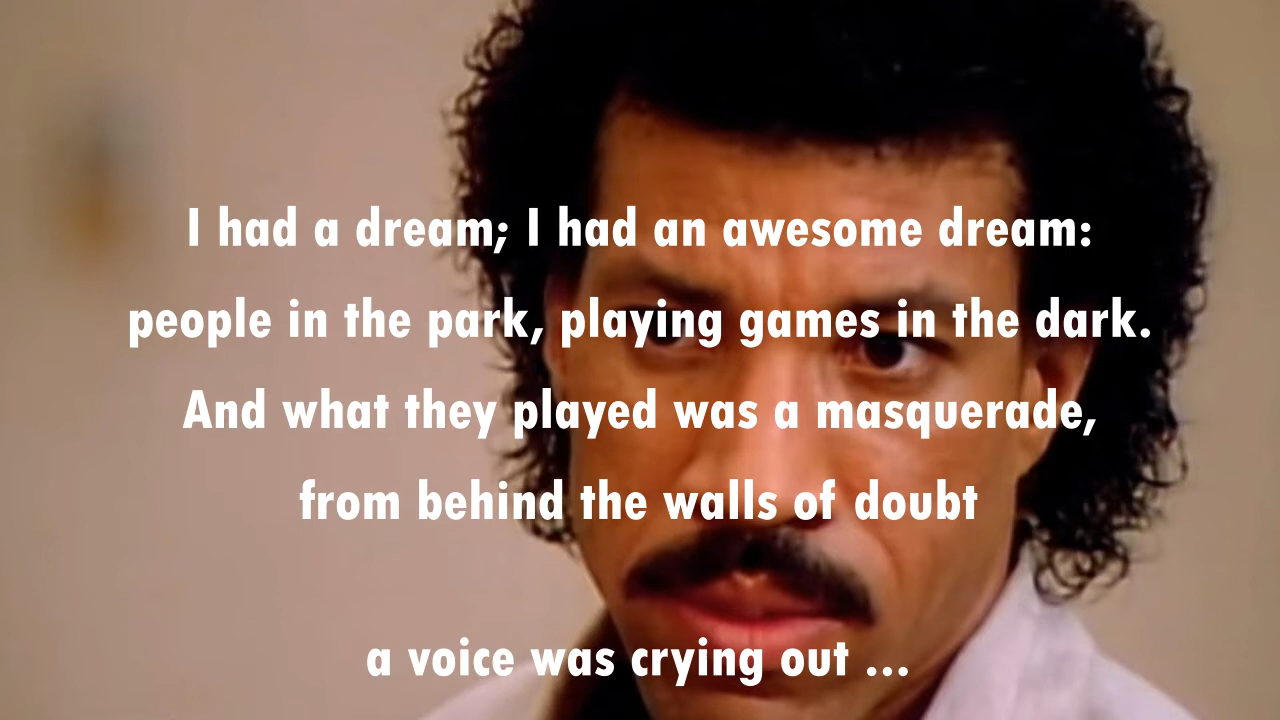 I had a dream; I had an awesome dream:
people in the park, playing games in the dark.
And what they played was a masquerade,
from behind the walls of doubt
a voice was crying out ...